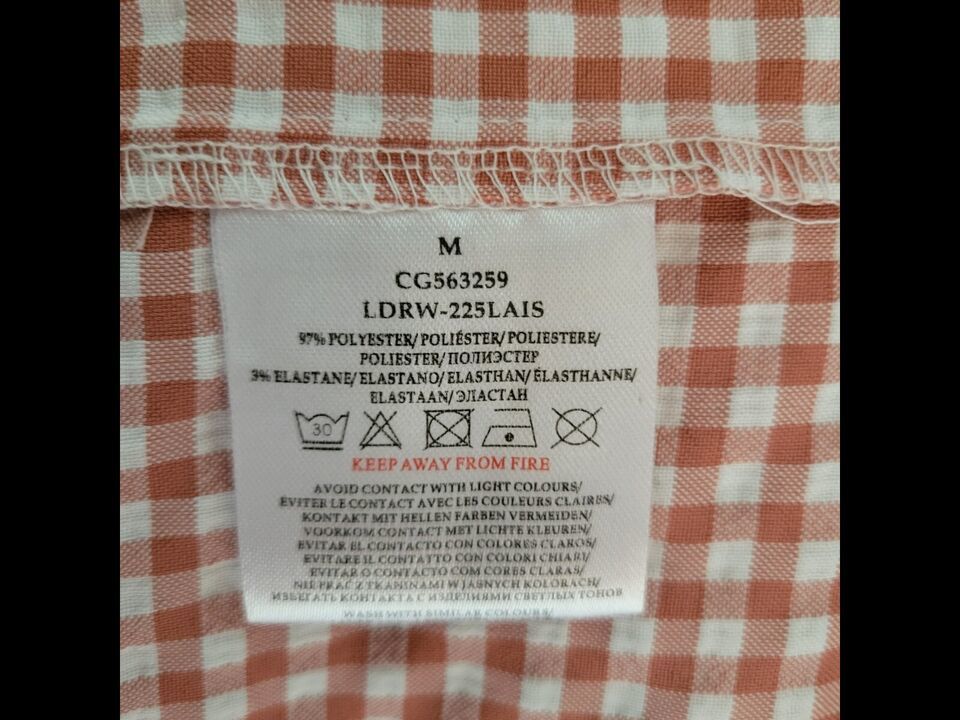 M
CG563259
LDRW-225LAIS
97% POLYESTER/POLIÉSTER/POLIESTERE/
POLIESTER/ПОЛИЭСТЕР
3% ELASTANE/ELASTANO/ELASTHAN/ÉLASTHANNE/
ELASTAAN/ЭЛАСТАН
30
KEEP AWAY FROM FIRE
AVOID CONTACT WITH LIGHT COLOURS/
EVITER LE CONTACT AVEC LES COULEURS CLAIRES/
KONTAKT MIT HELLEN FARBEN VERMEIDEN/
VOORKOM CONTACT MET LICHTE KLEUREN/
EVITAR EL CONTACTO CON COLORES CLAROS/
EVITARE IL CONTATTO CON COLORI CHIARI/
EVITAR O CONTACTO COM CORES CLARAS/
NIE PRAĆ Z TKANINAMI W JASNYCH KOLORACH/
ИЗБЕГАТЬ КОНТАКТА С ИЗДЕЛИЯМИ СВЕТЛЫХ ТОНОВ
WASH WITH SIMILAR COLOURS/